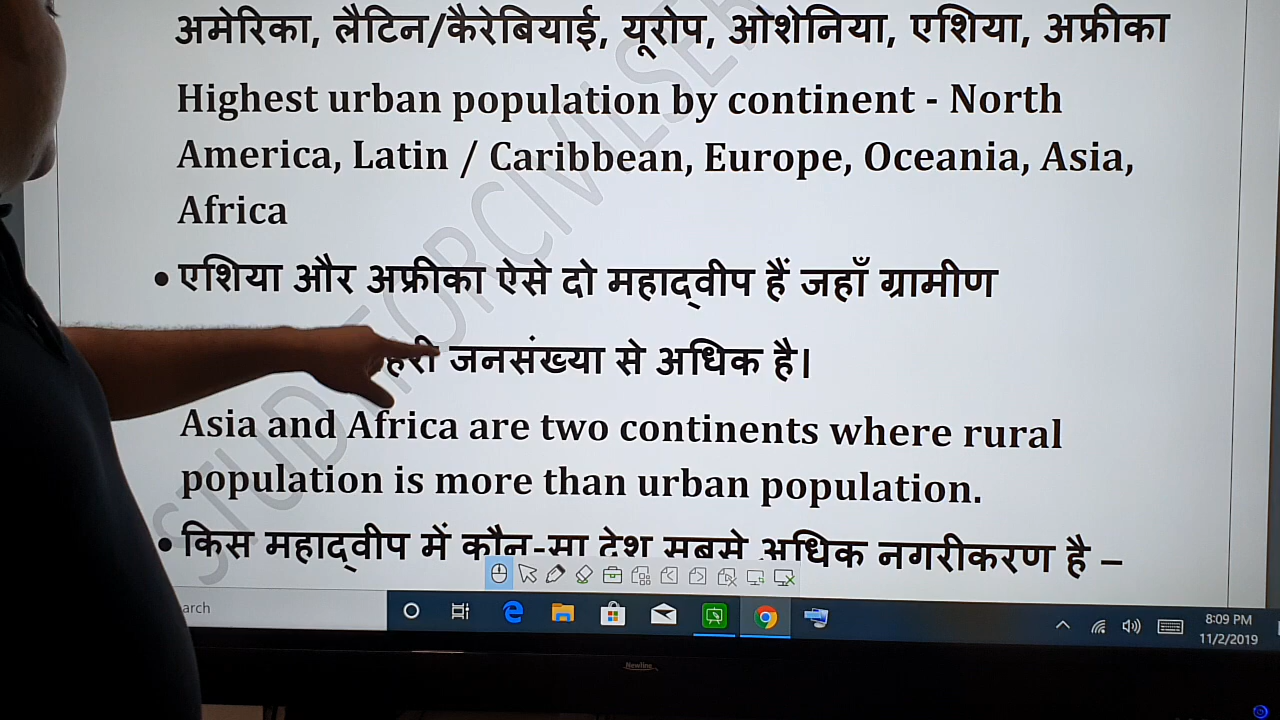 अमेरिका, लैटिन/कैरेबियाई, यूरोप, ओशेनिया, एशिया, अफ्रीका
Highest urban population by continent - North
America, Latin / Caribbean, Europe, Oceania, Asia,
Africa
• एशिया और अफ्रीका ऐसे दो महाद्वीप हैं जहाँ ग्रामीण
जनसंख्या से अधिक है।
Asia and Africa are two continents where rural
population is more than urban population.
• किस महाद्वीप में कौन-सा देश सबसे अधिक नगरीकरण है –
arch
8:09 PM
11/2/2019
Newline